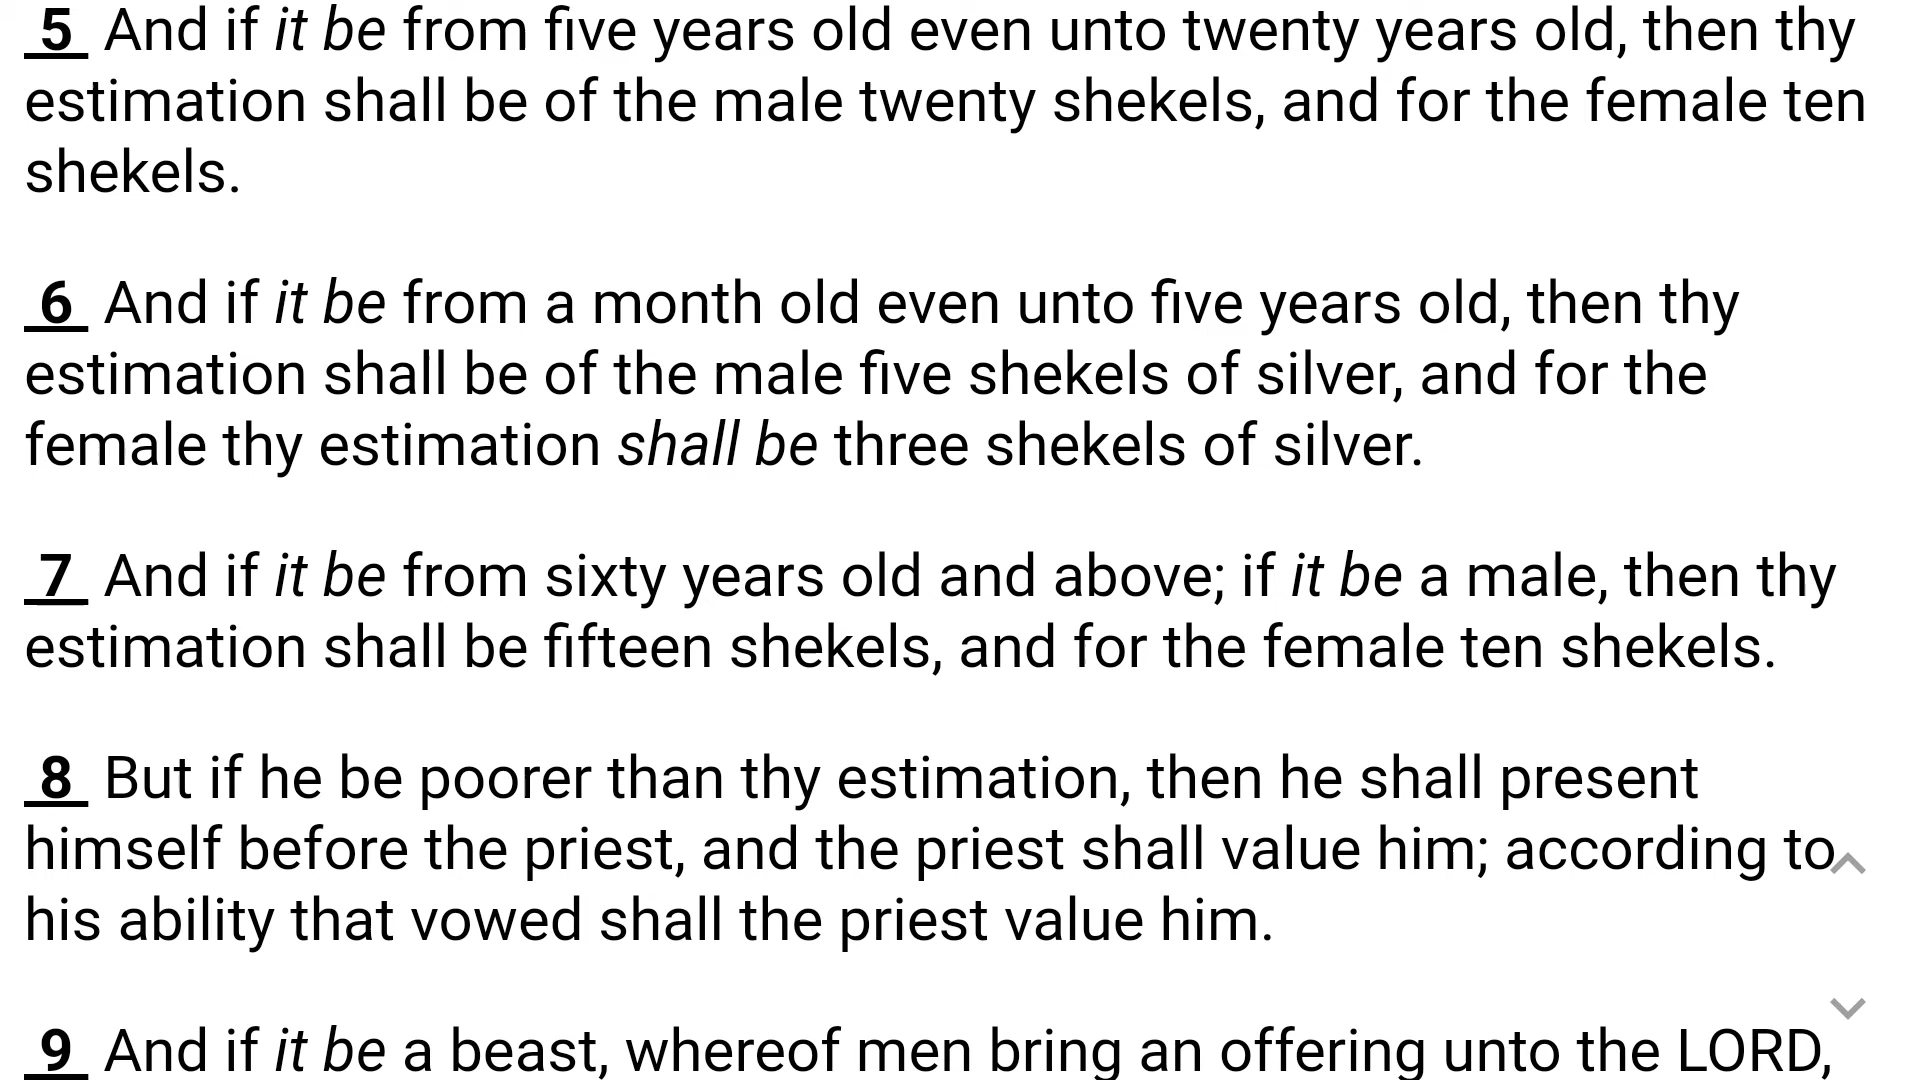 5 And if it be from five years old even unto twenty years old, then thy
estimation shall be of the male twenty shekels, and for the female ten
shekels.
6 And if it be from a month old even unto five years old, then thy
estimation shall be of the male five shekels of silver, and for the
female thy estimation shall be three shekels of silver.
7 And if it be from sixty years old and above; if it be a male, then thy
estimation shall be fifteen shekels, and for the female ten shekels.
8 But if he be poorer than thy estimation, then he shall present
himself before the priest, and the priest shall value him; according to
his ability that vowed shall the priest value him.
9 And if it be a beast, whereof men bring an offering unto the LORD,